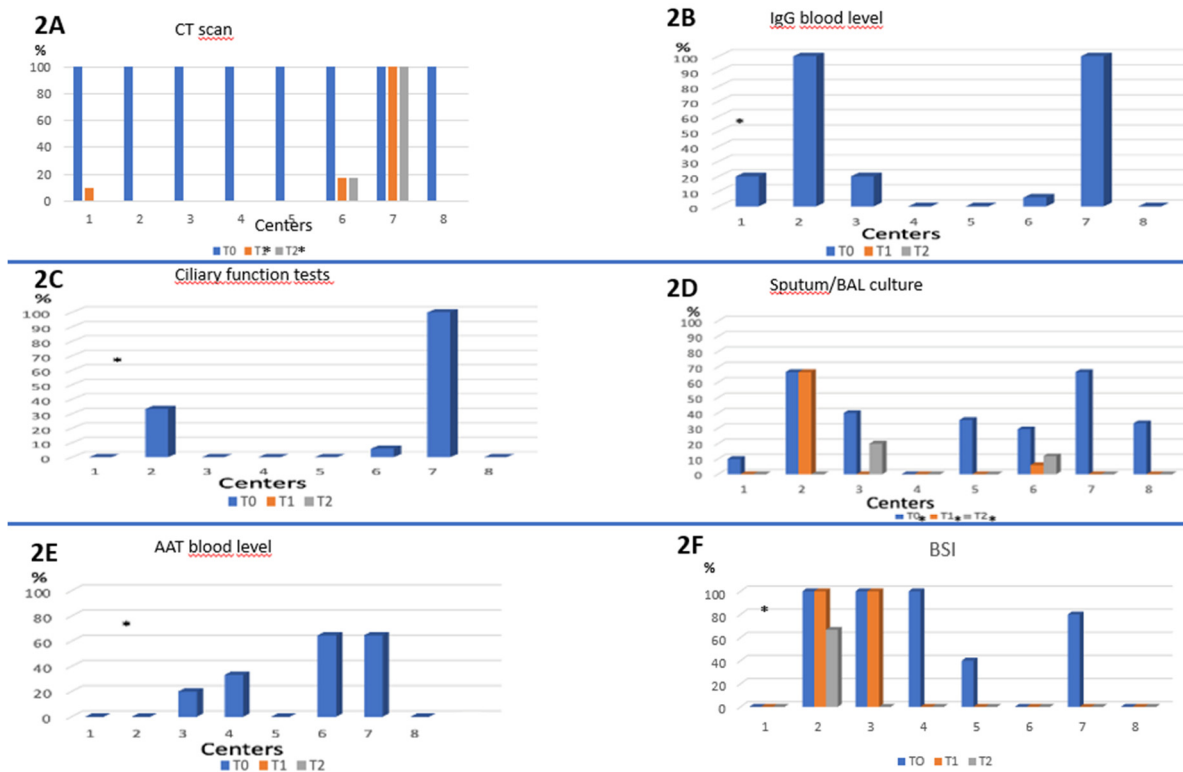 2A
CT scan
%
100
80
60
40
20
0
1 2 3 4 5 6 7 8
Centers
T0 T1* T2*
2B
IgG blood level
%
100
90
80
70
60
50
40
30
20
10
0
*
1 2 3 4 5 6 7 8
Centers
T0 T1 T2
2C
Ciliary function tests
%
100
90
80
70
60
50
40
30
20
10
0
*
1 2 3 4 5 6 7 8
Centers
T0 T1 T2
2D
Sputum/BAL culture
%
100
90
80
70
60
50
40
30
20
10
0
1 2 3 4 5 6 7 8
Centers
T0* T1* T2*
2E
AAT blood level
%
100
80
60
40
20
0
*
1 2 3 4 5 6 7 8
Centers
T0 T1 T2
2F
BSI
%
100
80
60
40
20
0
*
1 2 3 4 5 6 7 8
TO T1 T2